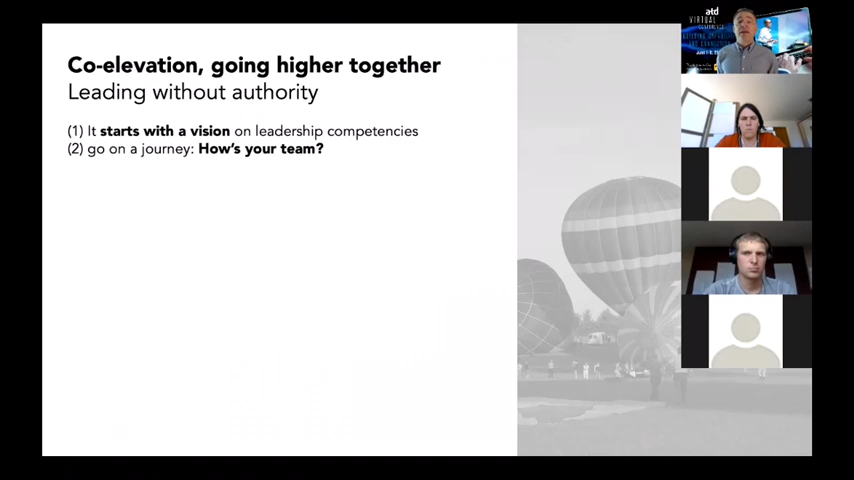 Co-elevation, going higher together
Leading without authority
(1) It starts with a vision on leadership competencies
(2) go on a journey: How's your team?
atd
VIRTUAL
CONFERENCE